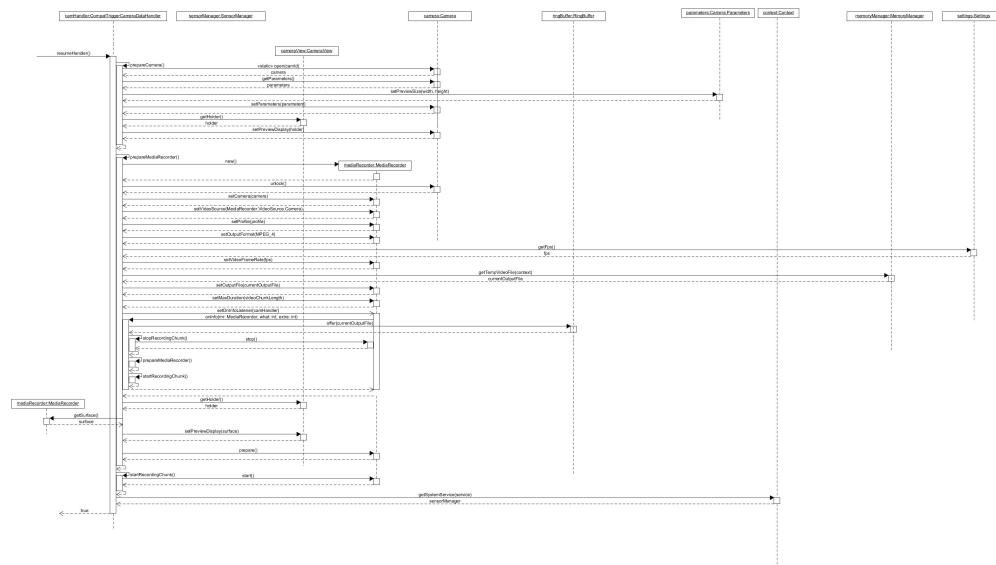 camHandler:CompatTrigger:CameraDataHandler
sensorManager:SensorManager
camera:Camera
ringBuffer:RingBuffer
parameters:Camera.Parameters
context:Context
memoryManager:MemoryManager
settings:Settings
cameraView:CameraView
resumeHandler()
prepareCamera()
<static> open(camId)
camera
getParameters()
parameters
setPreviewSize(width, height)
setParameters(parameters)
getHolder()
holder
setPreviewDisplay(holder)
prepareMediaRecorder()
new()
mediaRecorder:MediaRecorder
unlock()
setCamera(camera)
setVideoSource(MediaRecorder.VideoSource.Camera)
setProfile(profile)
setOutputFormat(MPEG_4)
getFps()
fps
setVideoFrameRate(fps)
getTempVideoFile(context)
currentOutputFile
setOutputFile(currentOutputFile)
setMaxDuration(videoChunkLength)
setOnInfoListener(camHandler)
onInfo(mr: MediaRecorder, what: int, extra: int)
offer(currentOutputFile)
stopRecordingChunk()
stop()
prepareMediaRecorder()
startRecordingChunk()
getHolder()
holder
mediaRecorder:MediaRecorder
getSurface()
surface
setPreviewDisplay(surface)
prepare()
startRecordingChunk()
start()
getSystemService(service)
sensorManager
true